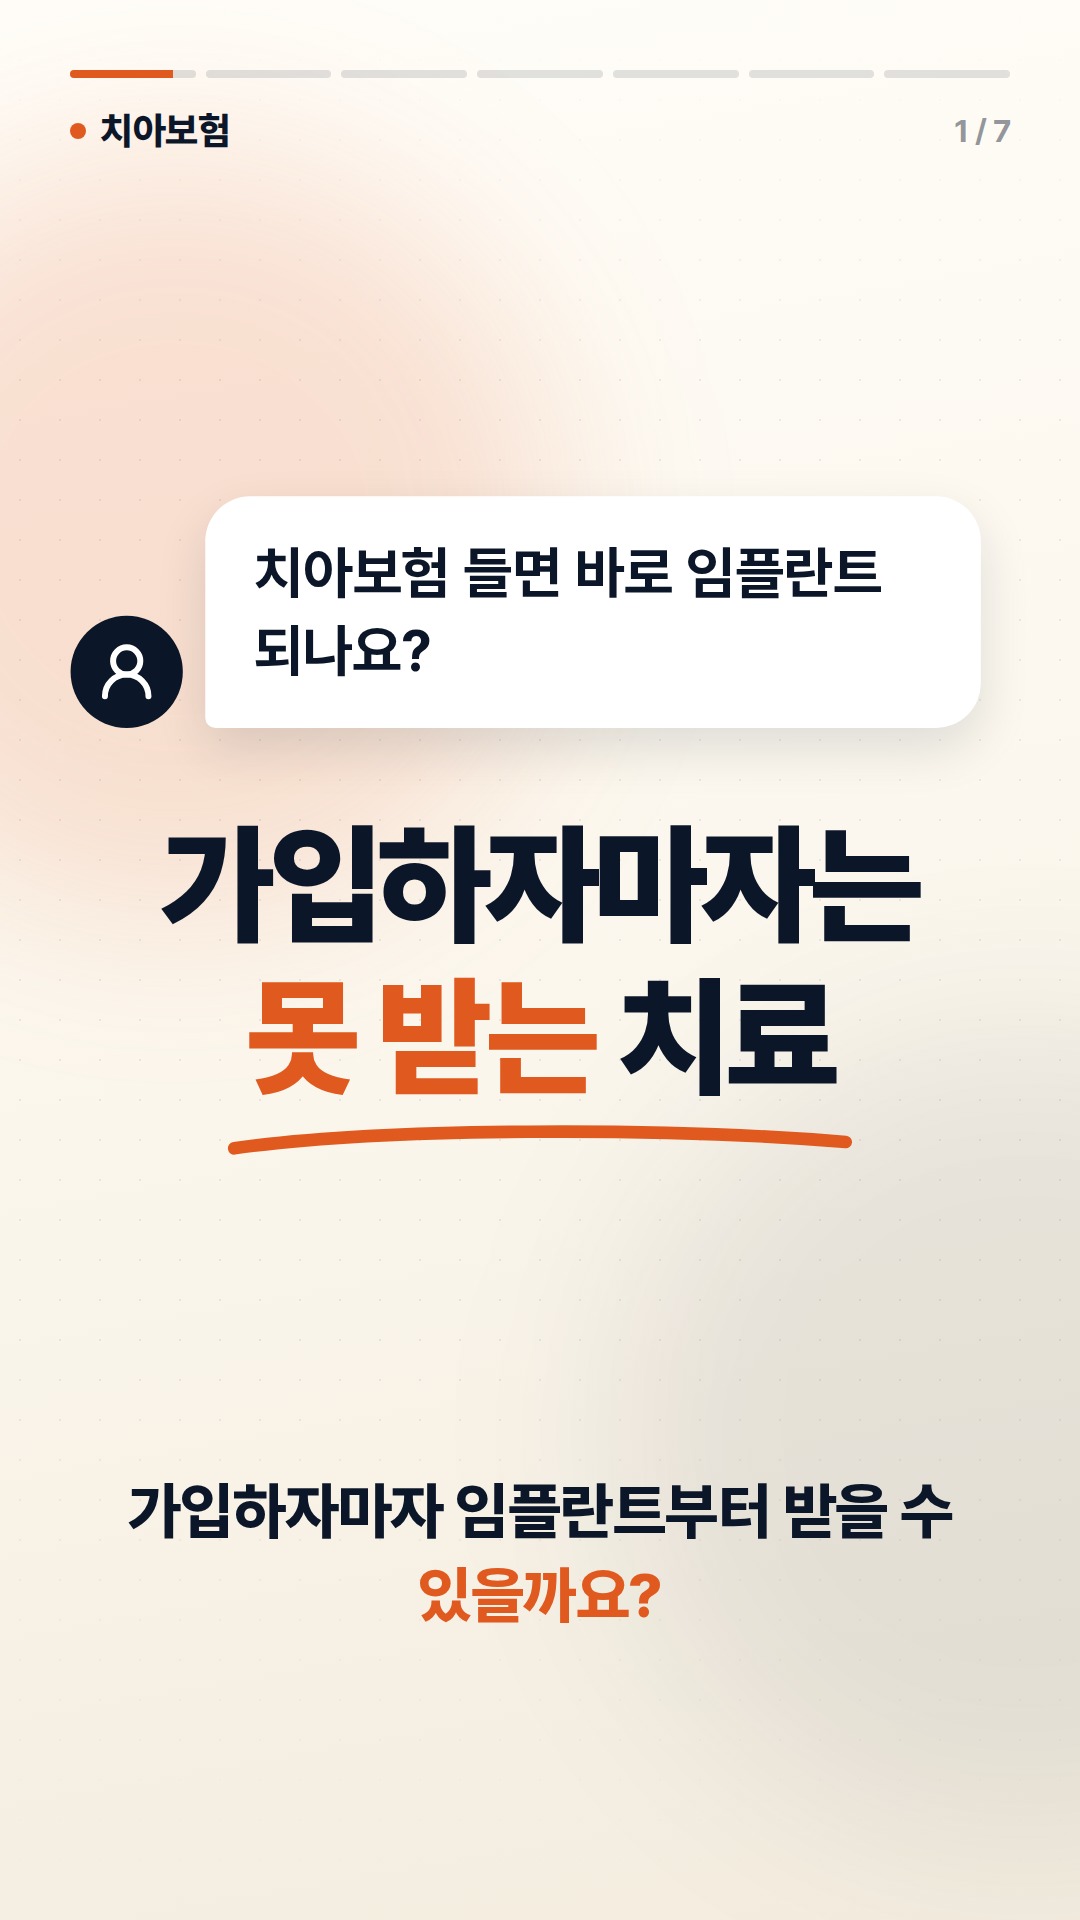 치아보험
1 / 7
치아보험 들면 바로 임플란트
되나요?
가입하자마자는
못 받는 치료
가입하자마자 임플란트부터 받을 수
있을까요?